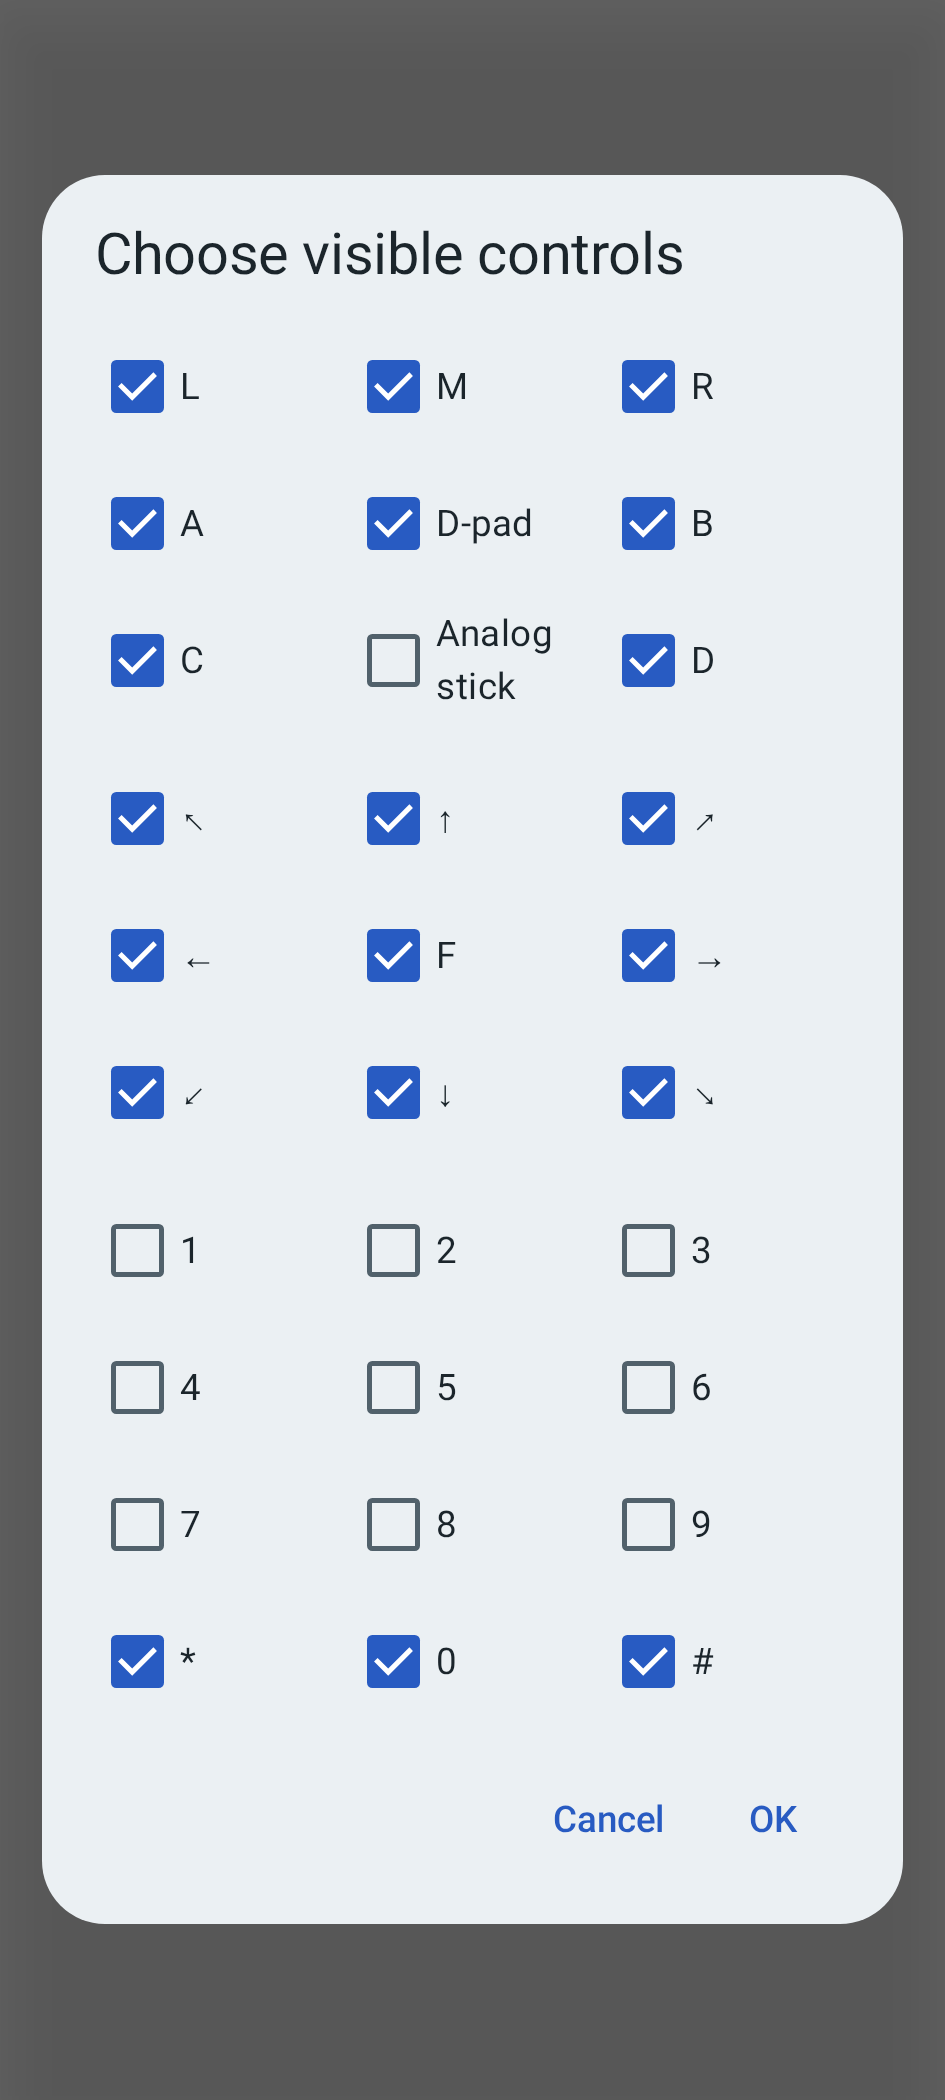 Choose visible controls
L M R
A D-pad B
C Analog stick D
↖ ↑ ↗
← F →
↙ ↓ ↘
1 2 3
4 5 6
7 8 9
* 0 #
Cancel OK